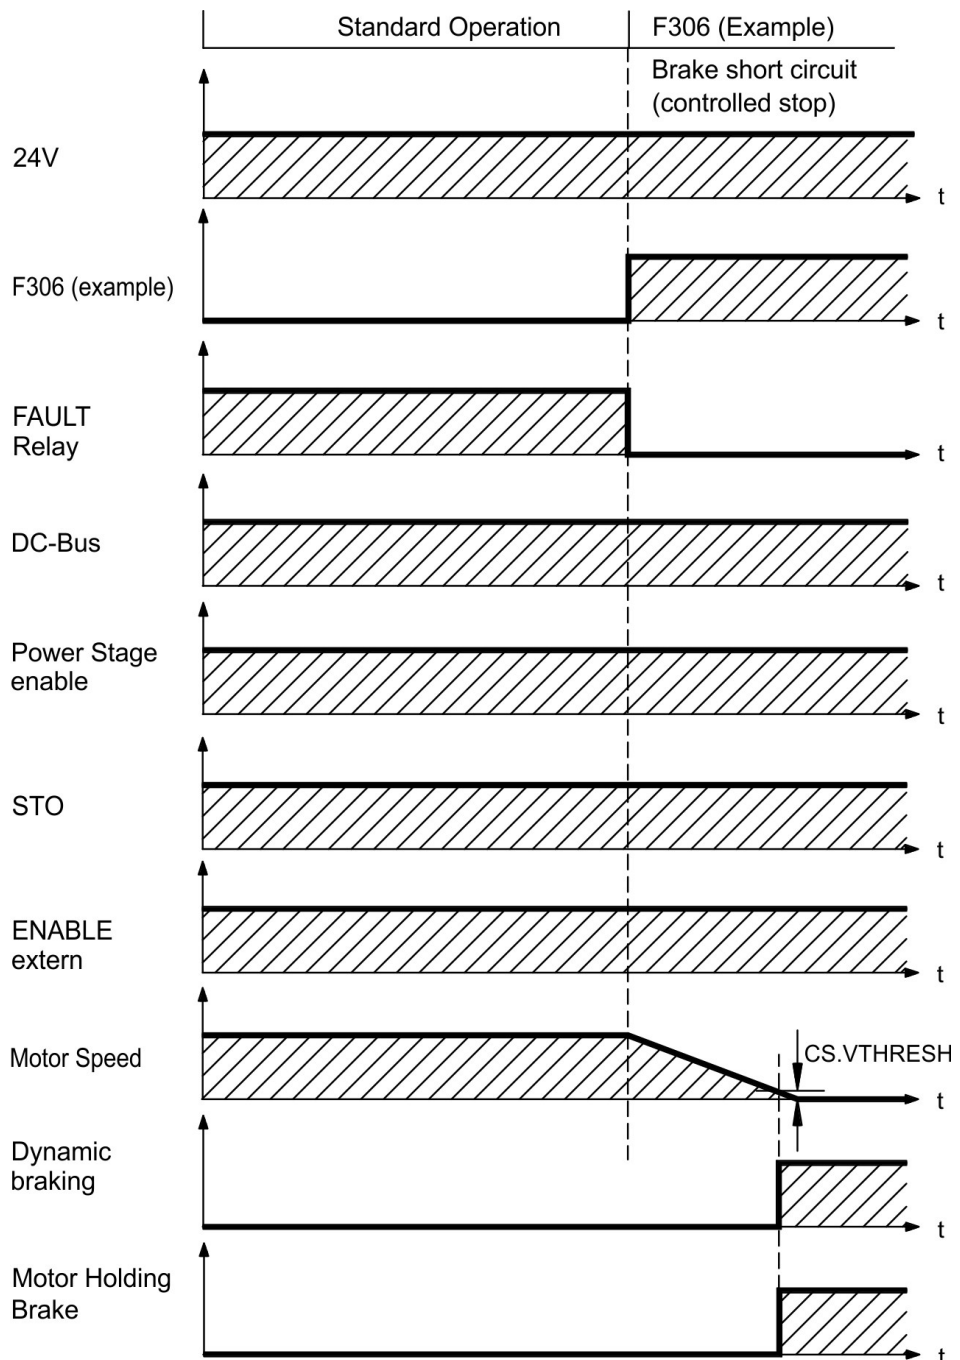 Standard Operation
F306 (Example)
Brake short circuit
(controlled stop)
24V
t
F306 (example)
t
FAULT
Relay
t
DC-Bus
t
Power Stage
enable
t
STO
t
ENABLE
extern
t
Motor Speed
CS.VTHRESH
t
Dynamic
braking
t
Motor Holding
Brake
t